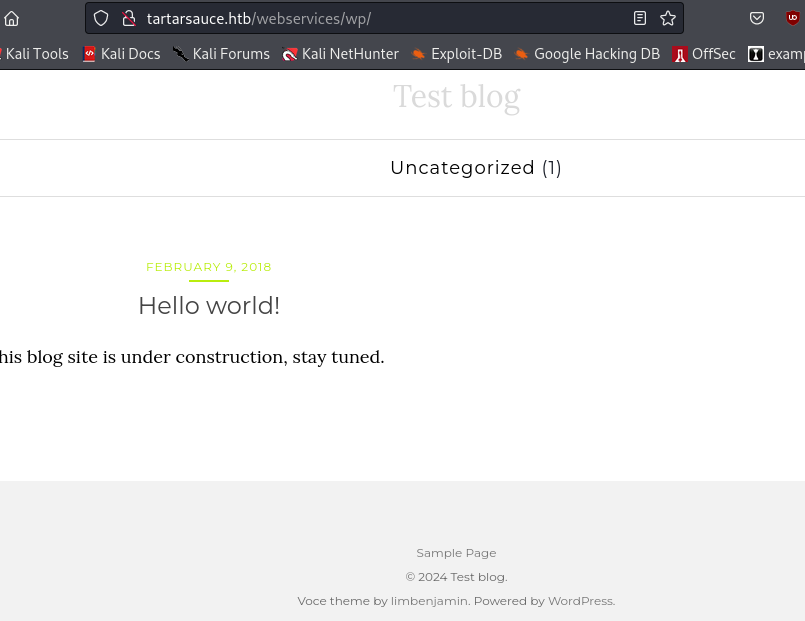 tartarsauce.htb/webservices/wp/
Kali Tools Kali Docs Kali Forums Kali NetHunter Exploit-DB Google Hacking DB OffSec
Test blog
Uncategorized (1)
FEBRUARY 9, 2018
Hello world!
his blog site is under construction, stay tuned.
Sample Page
© 2024 Test blog.
Voce theme by limbenjamin. Powered by WordPress.